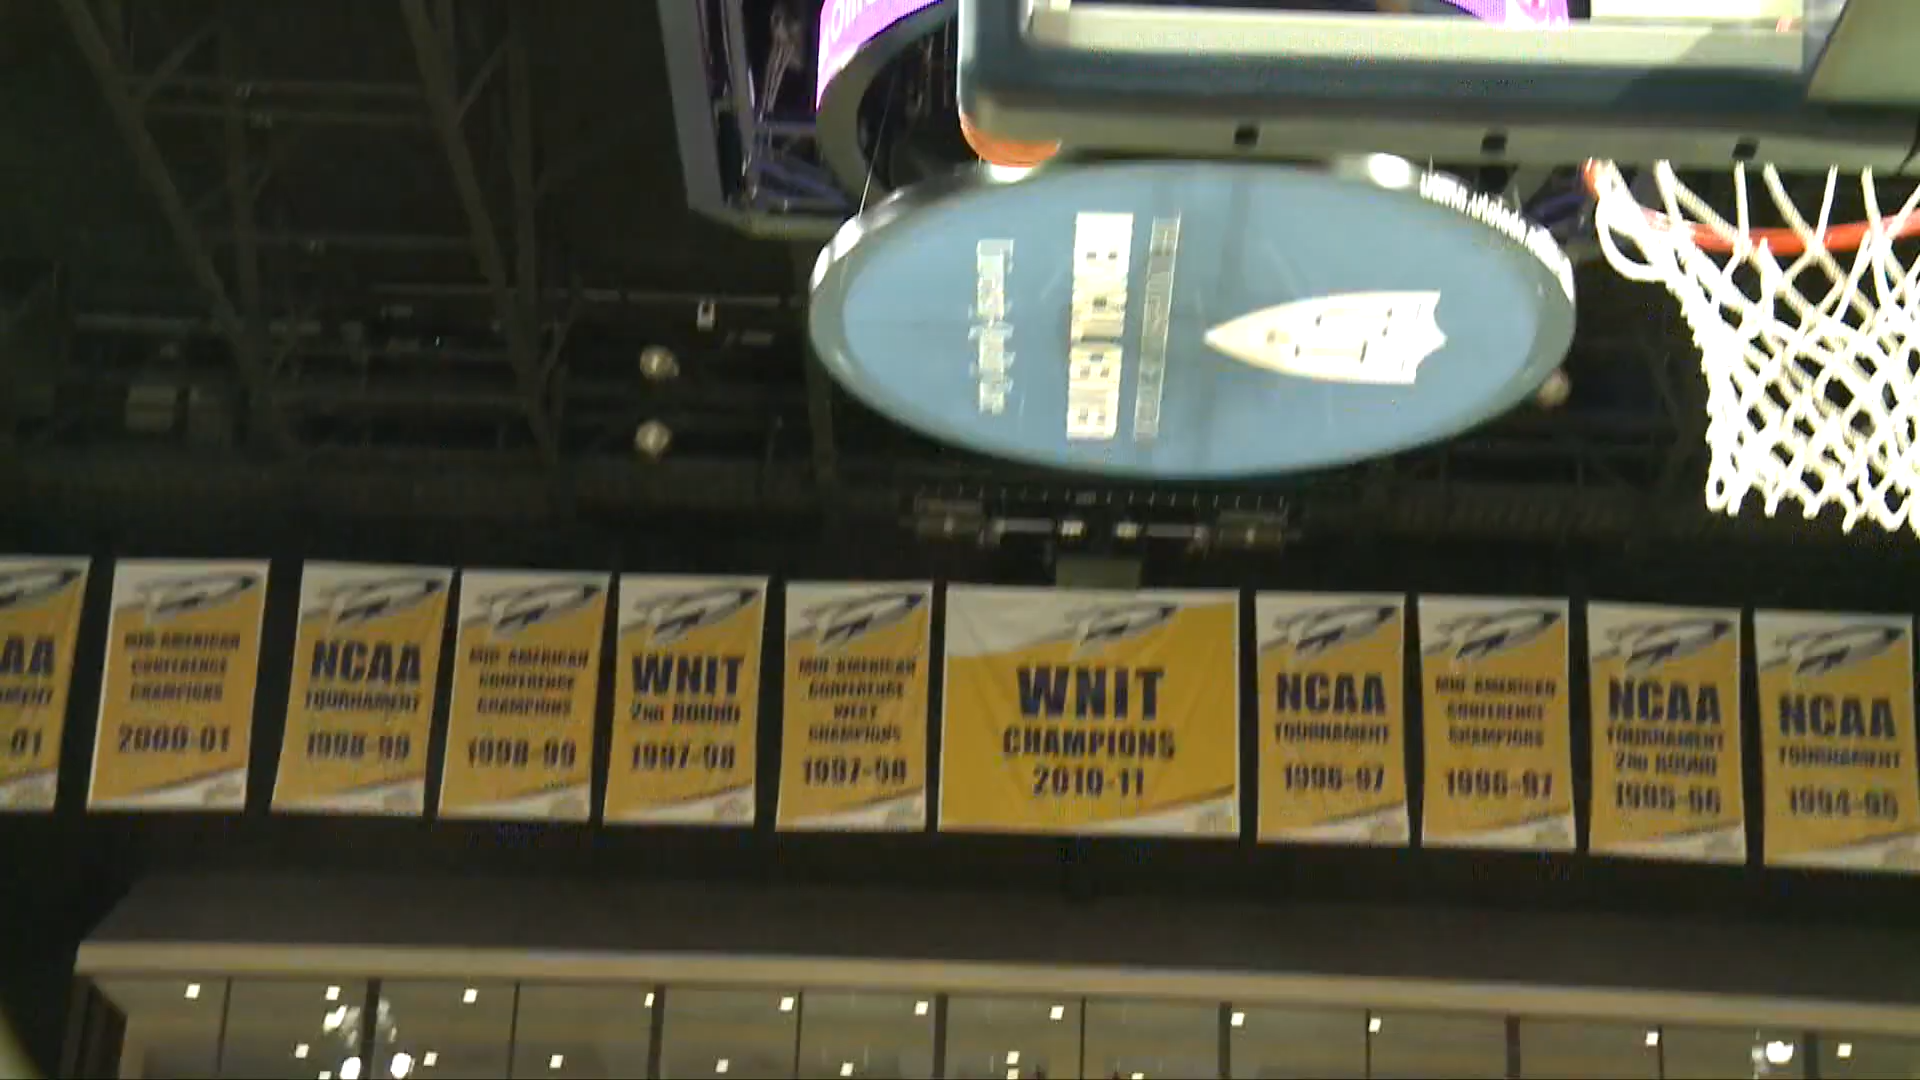 AA
01
MID-AMERICAN
CONFERENCE
CHAMPIONS
2000-01
NCAA
TOURNAMENT
1998-99
MID-AMERICAN
CONFERENCE
CHAMPIONS
1998-99
WNIT
2ND ROUND
1997-98
MID-AMERICAN
CONFERENCE
WEST
CHAMPIONS
1997-98
WNIT
CHAMPIONS
2010-11
NCAA
TOURNAMENT
1996-97
MID-AMERICAN
CONFERENCE
CHAMPIONS
1996-97
NCAA
TOURNAMENT
2ND ROUND
1995-96
NCAA
TOURNAMENT
1994-95